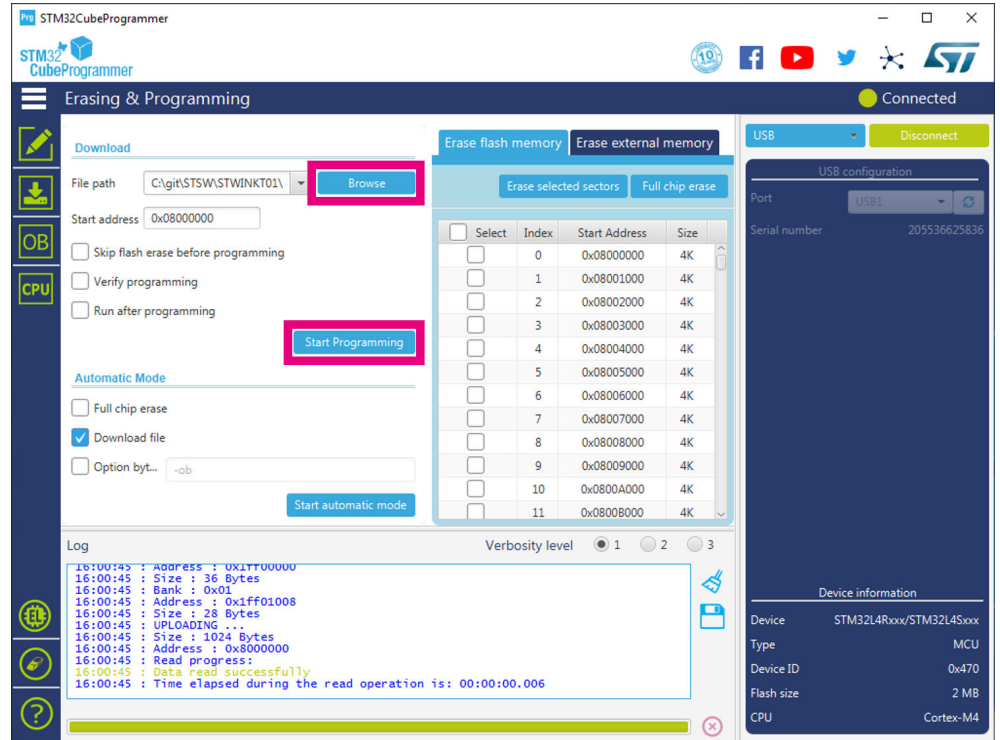 Prg STM32CubeProgrammer
STM32
CubeProgrammer
10
Erasing & Programming
Connected
Download
File path C:\git\STSW\STWINKT01\ Browse
Start address 0x08000000
Skip flash erase before programming
Verify programming
Run after programming
Start Programming
Automatic Mode
Full chip erase
Download file
Option byt... -ob
Start automatic mode
OB
CPU
Erase flash memory Erase external memory
Erase selected sectors Full chip erase
Select Index Start Address Size
0 0x08000000 4K
1 0x08001000 4K
2 0x08002000 4K
3 0x08003000 4K
4 0x08004000 4K
5 0x08005000 4K
6 0x08006000 4K
7 0x08007000 4K
8 0x08008000 4K
9 0x08009000 4K
10 0x0800A000 4K
11 0x0800B000 4K
USB Disconnect
USB configuration
Port USB1
Serial number 205536625836
Log Verbosity level 1 2 3
16:00:45 : Address : 0x1ff00000
16:00:45 : Size : 36 Bytes
16:00:45 : Bank : 0x01
16:00:45 : Address : 0x1ff01008
16:00:45 : Size : 28 Bytes
16:00:45 : UPLOADING ...
16:00:45 : Size : 1024 Bytes
16:00:45 : Address : 0x8000000
16:00:45 : Read progress:
16:00:45 : Data read successfully
16:00:45 : Time elapsed during the read operation is: 00:00:00.006
Device information
Device STM32L4Rxxx/STM32L4Sxxx
Type MCU
Device ID 0x470
Flash size 2 MB
CPU Cortex-M4